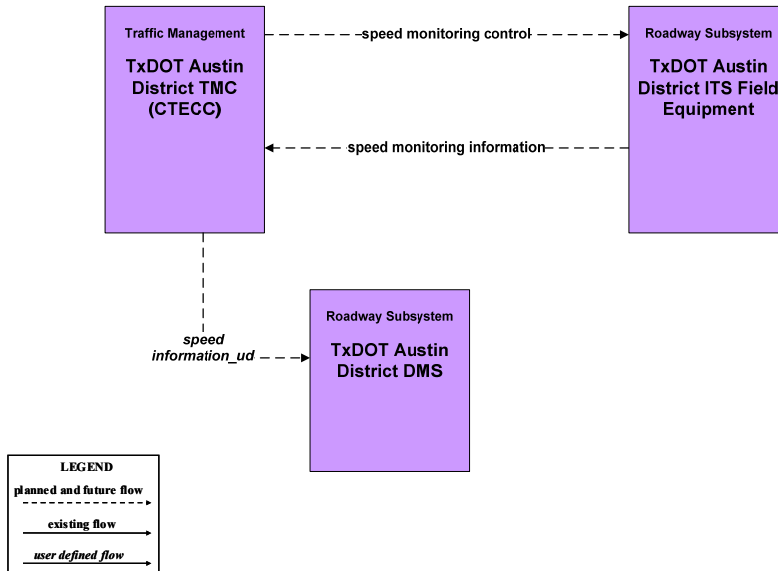 Traffic Management
TxDOT Austin
District TMC
(CTECC)
speed monitoring control
Roadway Subsystem
TxDOT Austin
District ITS Field
Equipment
speed monitoring information
speed
information_ud
Roadway Subsystem
TxDOT Austin
District DMS
LEGEND
planned and future flow
existing flow
user defined flow